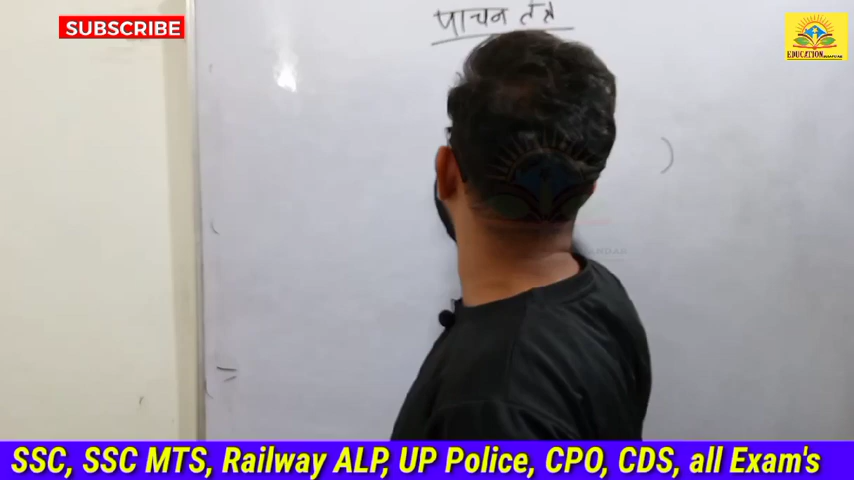 SUBSCRIBE
पाचन तंत्र
EDUCATION
SSC, SSC MTS, Railway ALP, UP Police, CPO, CDS, all Exam's